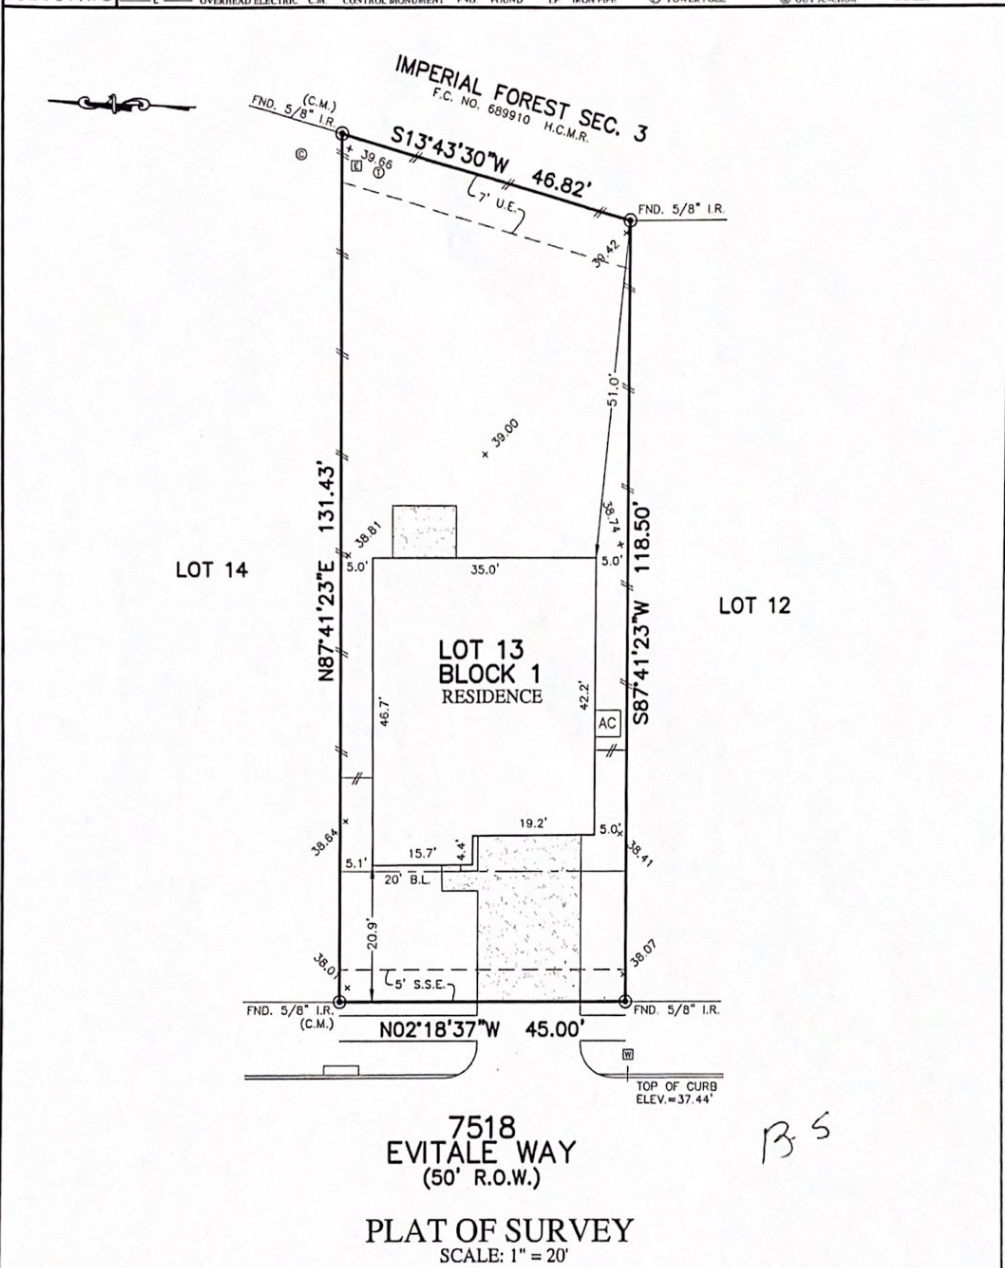 OVERHEAD ELECTRIC C.M. CONTROL MONUMENT
IMPERIAL FOREST SEC. 3
F.C. NO. 689910 H.C.M.R.
(C.M.)
FND. 5/8" I.R.
S13°43'30"W 46.82'
39.66
©
E
T
7' U.E.
FND. 5/8" I.R.
39.42
51.0'
39.00
N87°41'23"E 131.43'
38.81
38.74
S87°41'23"W 118.50'
5.0'
35.0'
5.0'
LOT 14
LOT 12
LOT 13
BLOCK 1
RESIDENCE
46.7'
42.2'
AC
19.2'
38.64
5.0'
38.41
15.7'
4.4'
5.1'
20' B.L.
20.9'
38.01
38.07
5' S.S.E.
FND. 5/8" I.R.
(C.M.)
FND. 5/8" I.R.
N02°18'37"W 45.00'
W
TOP OF CURB
ELEV.=37.44'
7518
EVITALE WAY
(50' R.O.W.)
PLAT OF SURVEY
SCALE: 1" = 20'